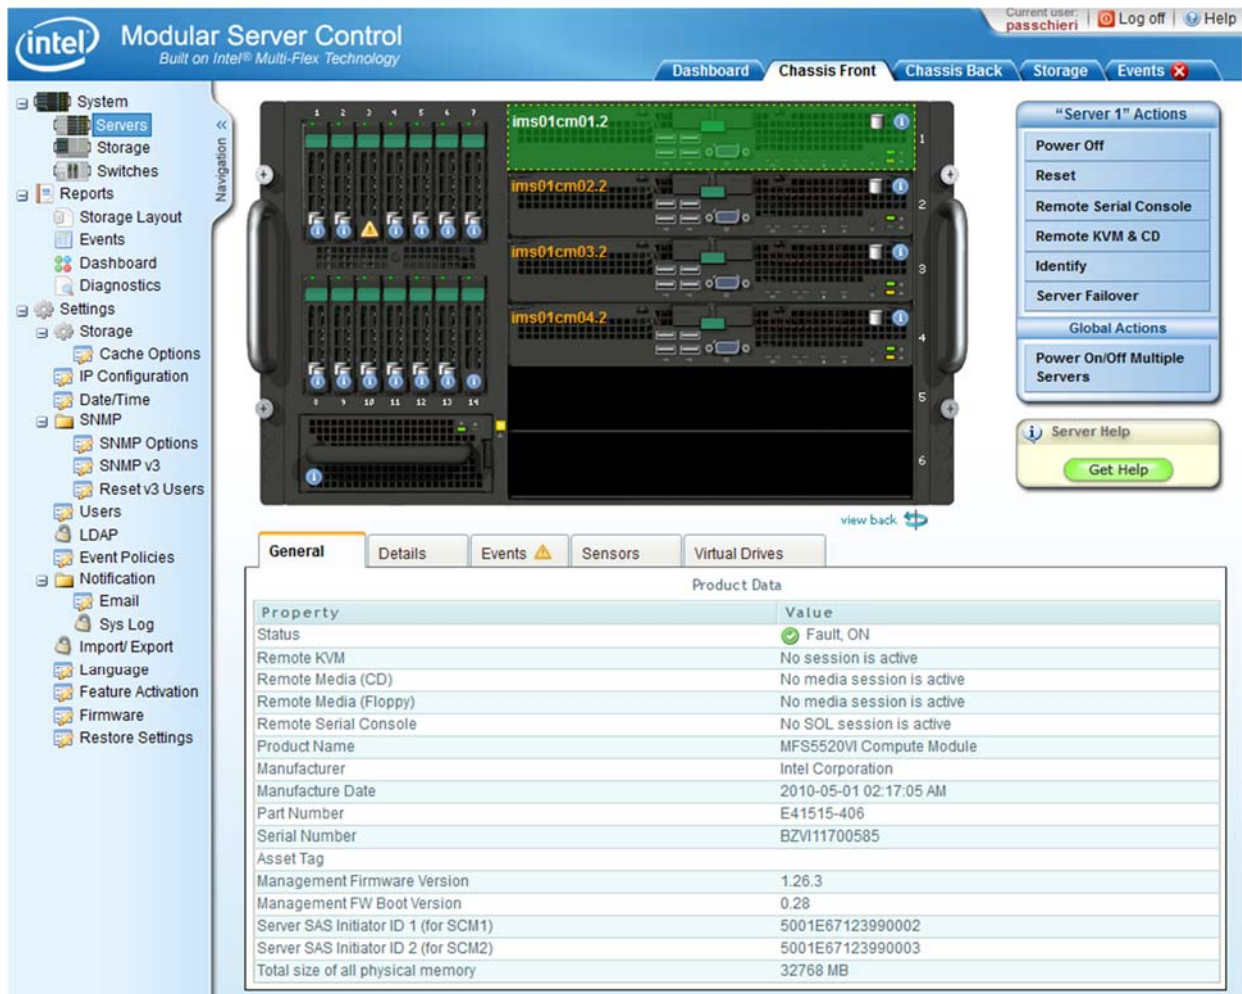 Current user:
passchieri
Log off
Help
intel
Modular Server Control
Built on Intel® Multi-Flex Technology
Dashboard
Chassis Front
Chassis Back
Storage
Events
System
Servers
Storage
Switches
Reports
Storage Layout
Events
Dashboard
Diagnostics
Settings
Storage
Cache Options
IP Configuration
Date/Time
SNMP
SNMP Options
SNMP v3
Reset v3 Users
Users
LDAP
Event Policies
Notification
Email
Sys Log
Import/ Export
Language
Feature Activation
Firmware
Restore Settings
Navigation
1 2 3 4 5 6 7
8 9 10 11 12 13 14
ims01cm01.2
1
ims01cm02.2
2
ims01cm03.2
3
ims01cm04.2
4
5
6
view back
"Server 1" Actions
Power Off
Reset
Remote Serial Console
Remote KVM & CD
Identify
Server Failover
Global Actions
Power On/Off Multiple
Servers
Server Help
Get Help
General
Details
Events
Sensors
Virtual Drives
Product Data
Property Value
Status Fault, ON
Remote KVM No session is active
Remote Media (CD) No media session is active
Remote Media (Floppy) No media session is active
Remote Serial Console No SOL session is active
Product Name MFS5520VI Compute Module
Manufacturer Intel Corporation
Manufacture Date 2010-05-01 02:17:05 AM
Part Number E41515-406
Serial Number BZVI11700585
Asset Tag
Management Firmware Version 1.26.3
Management FW Boot Version 0.28
Server SAS Initiator ID 1 (for SCM1) 5001E67123990002
Server SAS Initiator ID 2 (for SCM2) 5001E67123990003
Total size of all physical memory 32768 MB